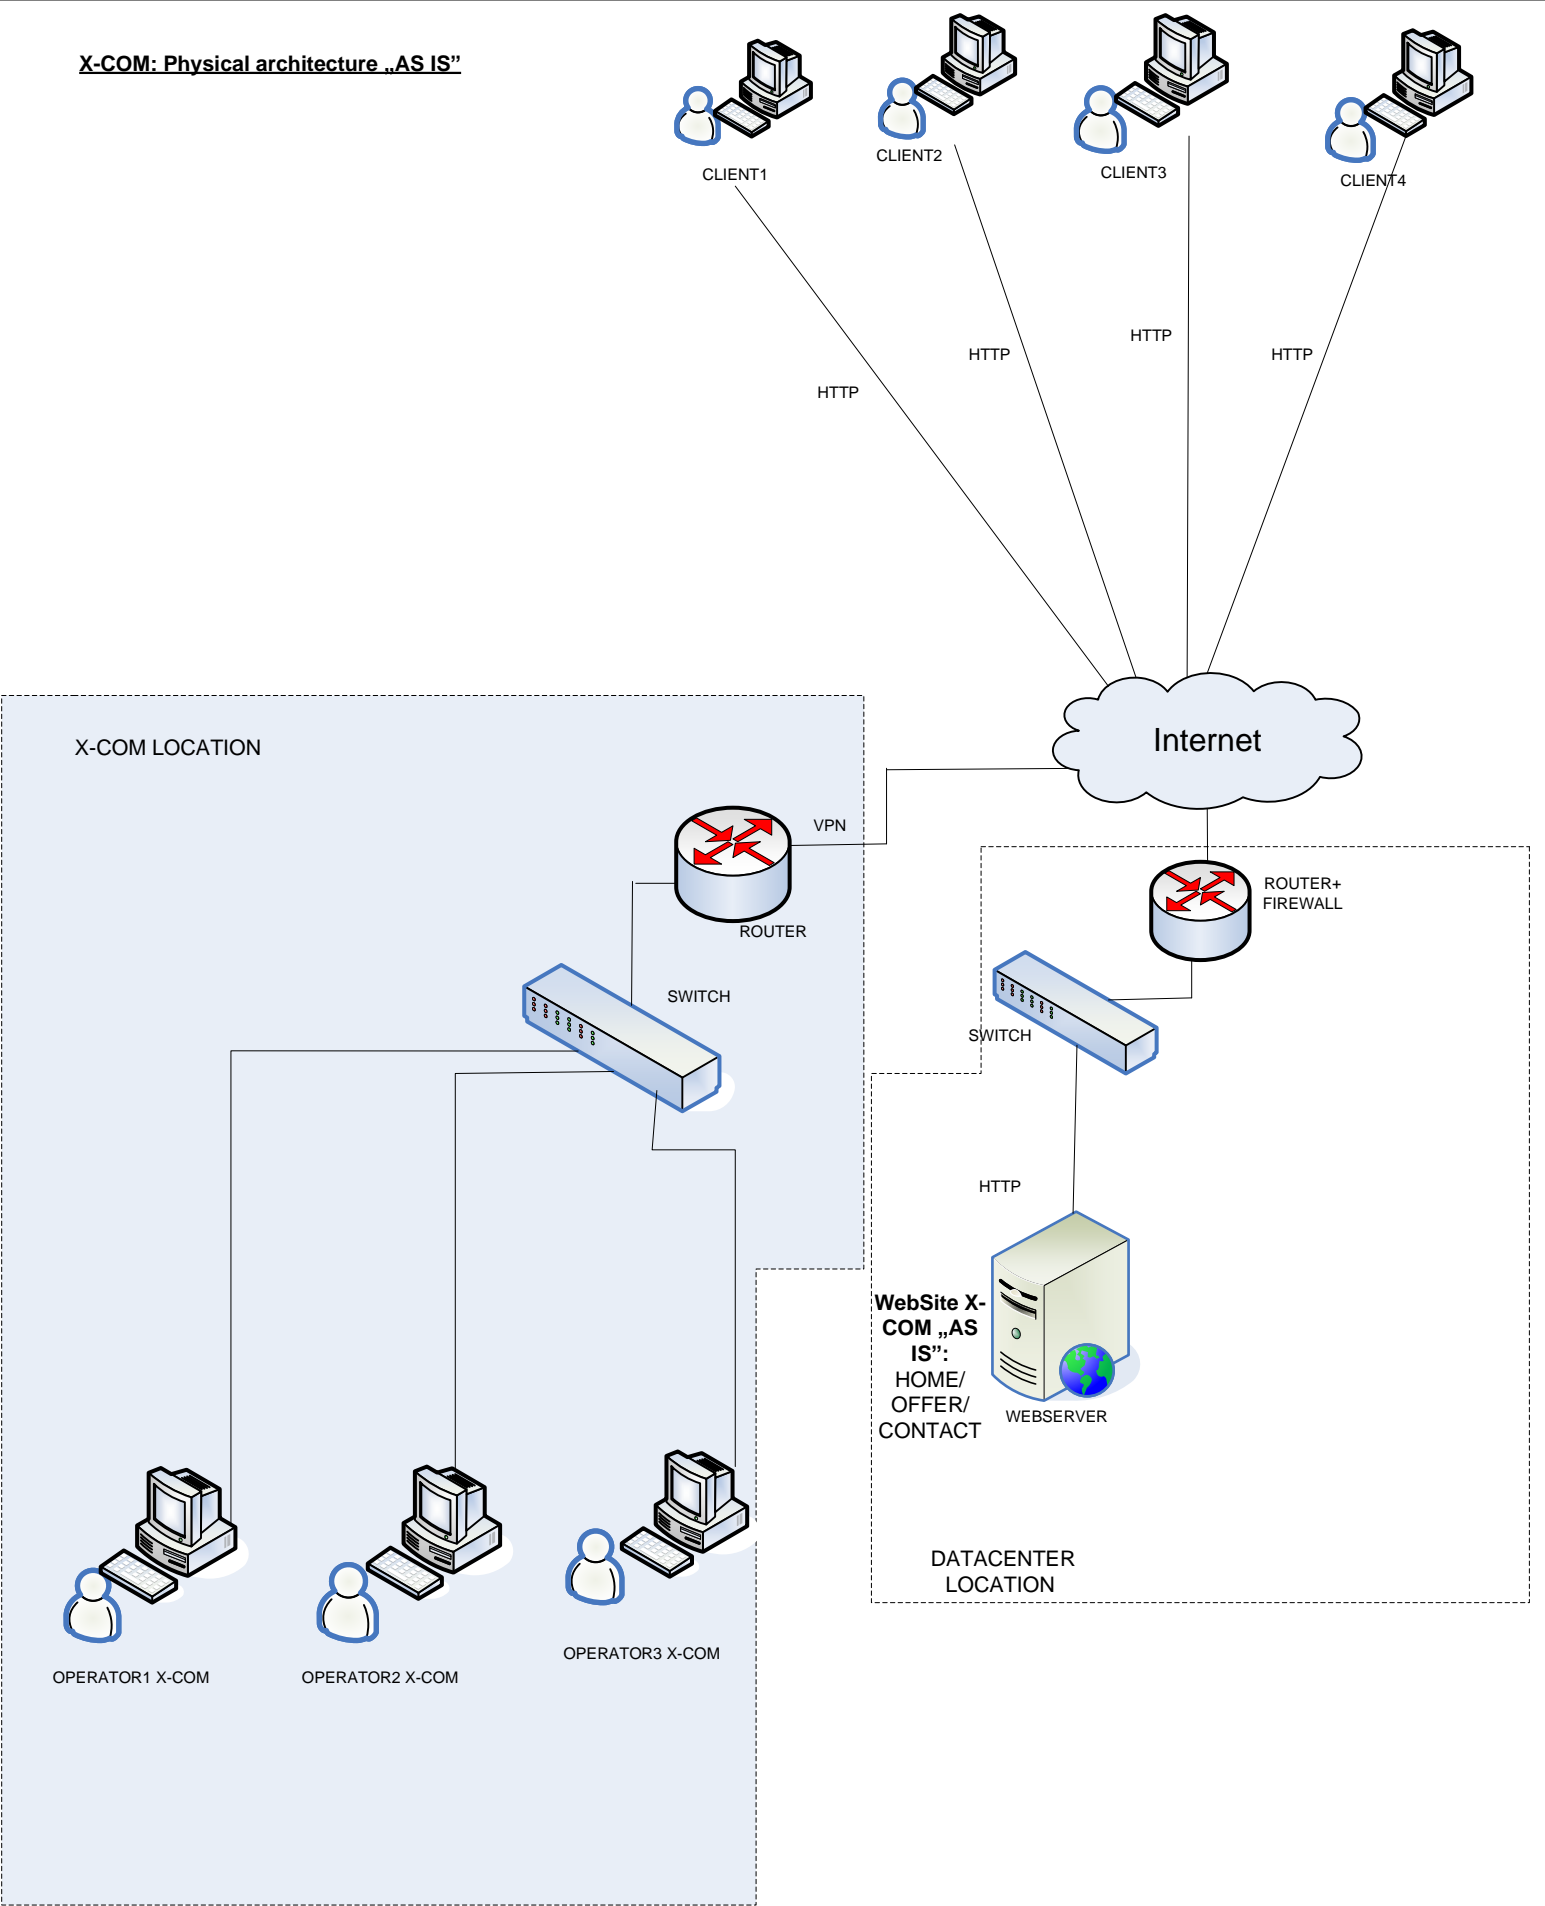 X-COM: Physical architecture „AS IS”
CLIENT1
CLIENT2
CLIENT3
CLIENT4
HTTP
HTTP
HTTP
HTTP
Internet
X-COM LOCATION
VPN
ROUTER
SWITCH
ROUTER+
FIREWALL
SWITCH
HTTP
WebSite X-
COM „AS
IS”:
HOME/
OFFER/
CONTACT
WEBSERVER
DATACENTER
LOCATION
OPERATOR1 X-COM
OPERATOR2 X-COM
OPERATOR3 X-COM